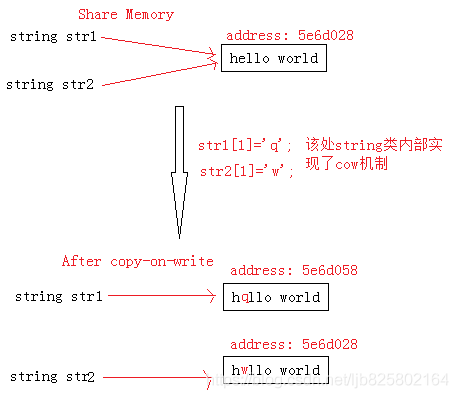 Share Memory
string str1
address: 5e6d028
hello world
string str2
str1[1]='q'; 该处string类内部实
str2[1]='w'; 现了cow机制
After copy-on-write
address: 5e6d058
string str1
hqllo world
address: 5e6d028
string str2
hwllo world
https://blog.csdn.net/ljb825802164